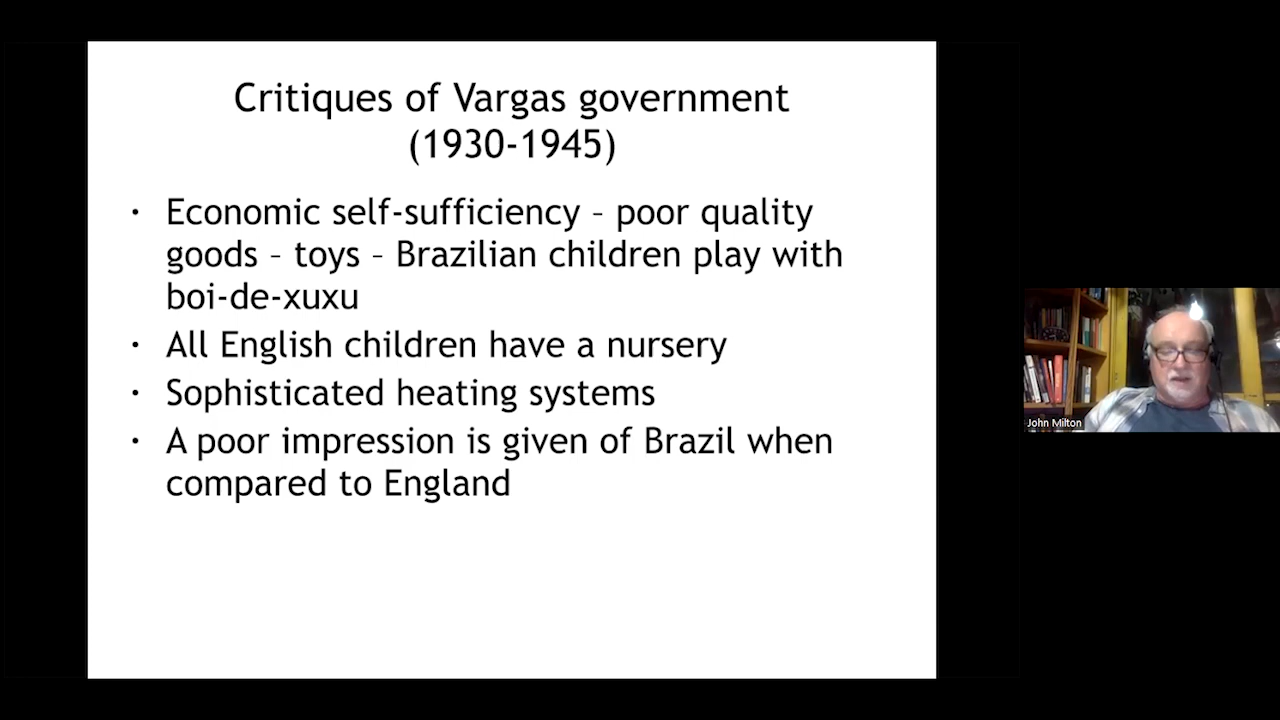 Critiques of Vargas government
(1930-1945)
• Economic self-sufficiency – poor quality
goods – toys – Brazilian children play with
boi-de-xuxu
• All English children have a nursery
• Sophisticated heating systems
• A poor impression is given of Brazil when
compared to England
John Milton